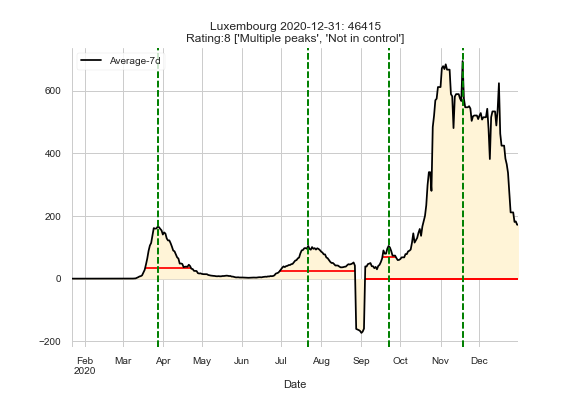 Luxembourg 2020-12-31: 46415
Rating:8 ['Multiple peaks', 'Not in control']
Average-7d
600
400
200
0
−200
Feb Mar Apr May Jun Jul Aug Sep Oct Nov Dec
2020
Date